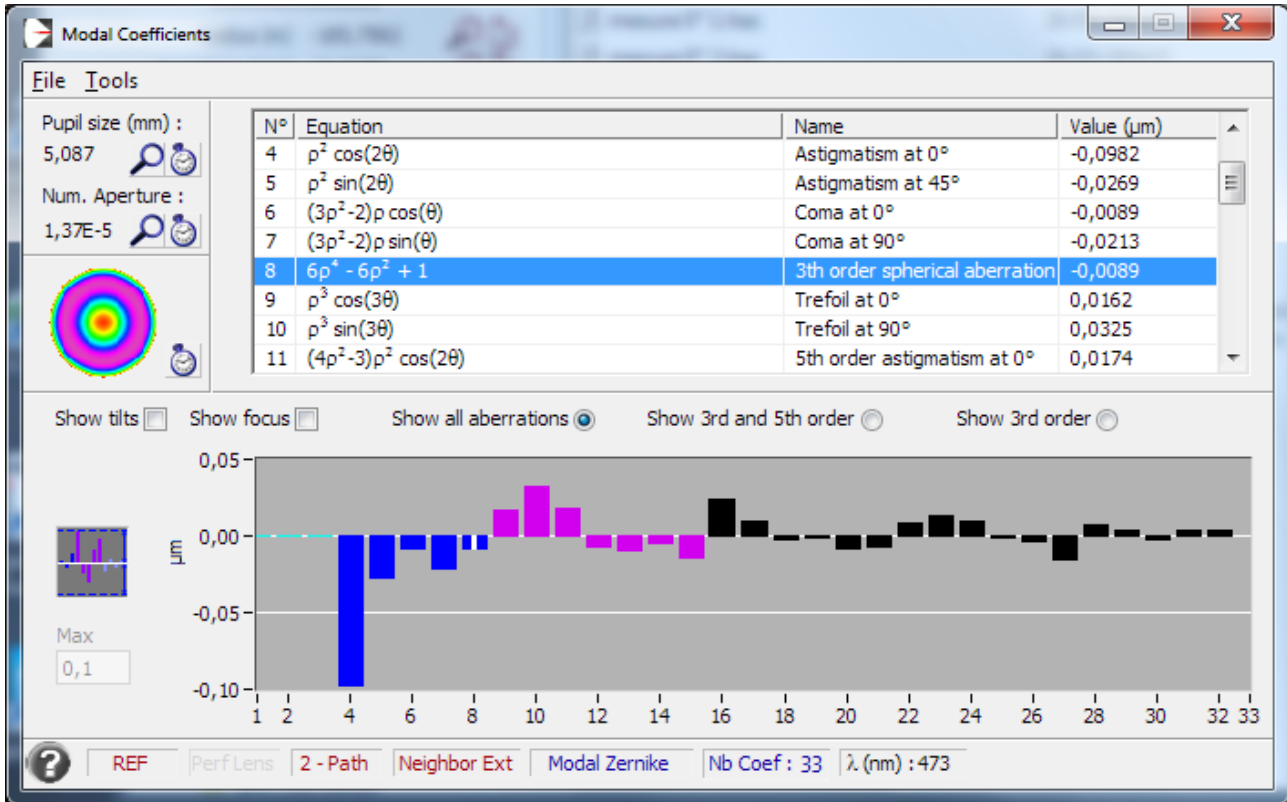 Modal Coefficients
File Tools
Pupil size (mm) :
5,087
Num. Aperture :
1,37E-5
N° Equation Name Value (µm)
4 ρ² cos(2θ) Astigmatism at 0° -0,0982
5 ρ² sin(2θ) Astigmatism at 45° -0,0269
6 (3ρ²-2)ρ cos(θ) Coma at 0° -0,0089
7 (3ρ²-2)ρ sin(θ) Coma at 90° -0,0213
8 6ρ⁴ - 6ρ² + 1 3th order spherical aberration -0,0089
9 ρ³ cos(3θ) Trefoil at 0° 0,0162
10 ρ³ sin(3θ) Trefoil at 90° 0,0325
11 (4ρ²-3)ρ² cos(2θ) 5th order astigmatism at 0° 0,0174
Show tilts Show focus Show all aberrations Show 3rd and 5th order Show 3rd order
0,05
0,00
-0,05
-0,10
µm
Max
0,1
1 2 4 6 8 10 12 14 16 18 20 22 24 26 28 30 32 33
? REF Perf Lens 2 - Path Neighbor Ext Modal Zernike Nb Coef : 33 λ (nm) : 473